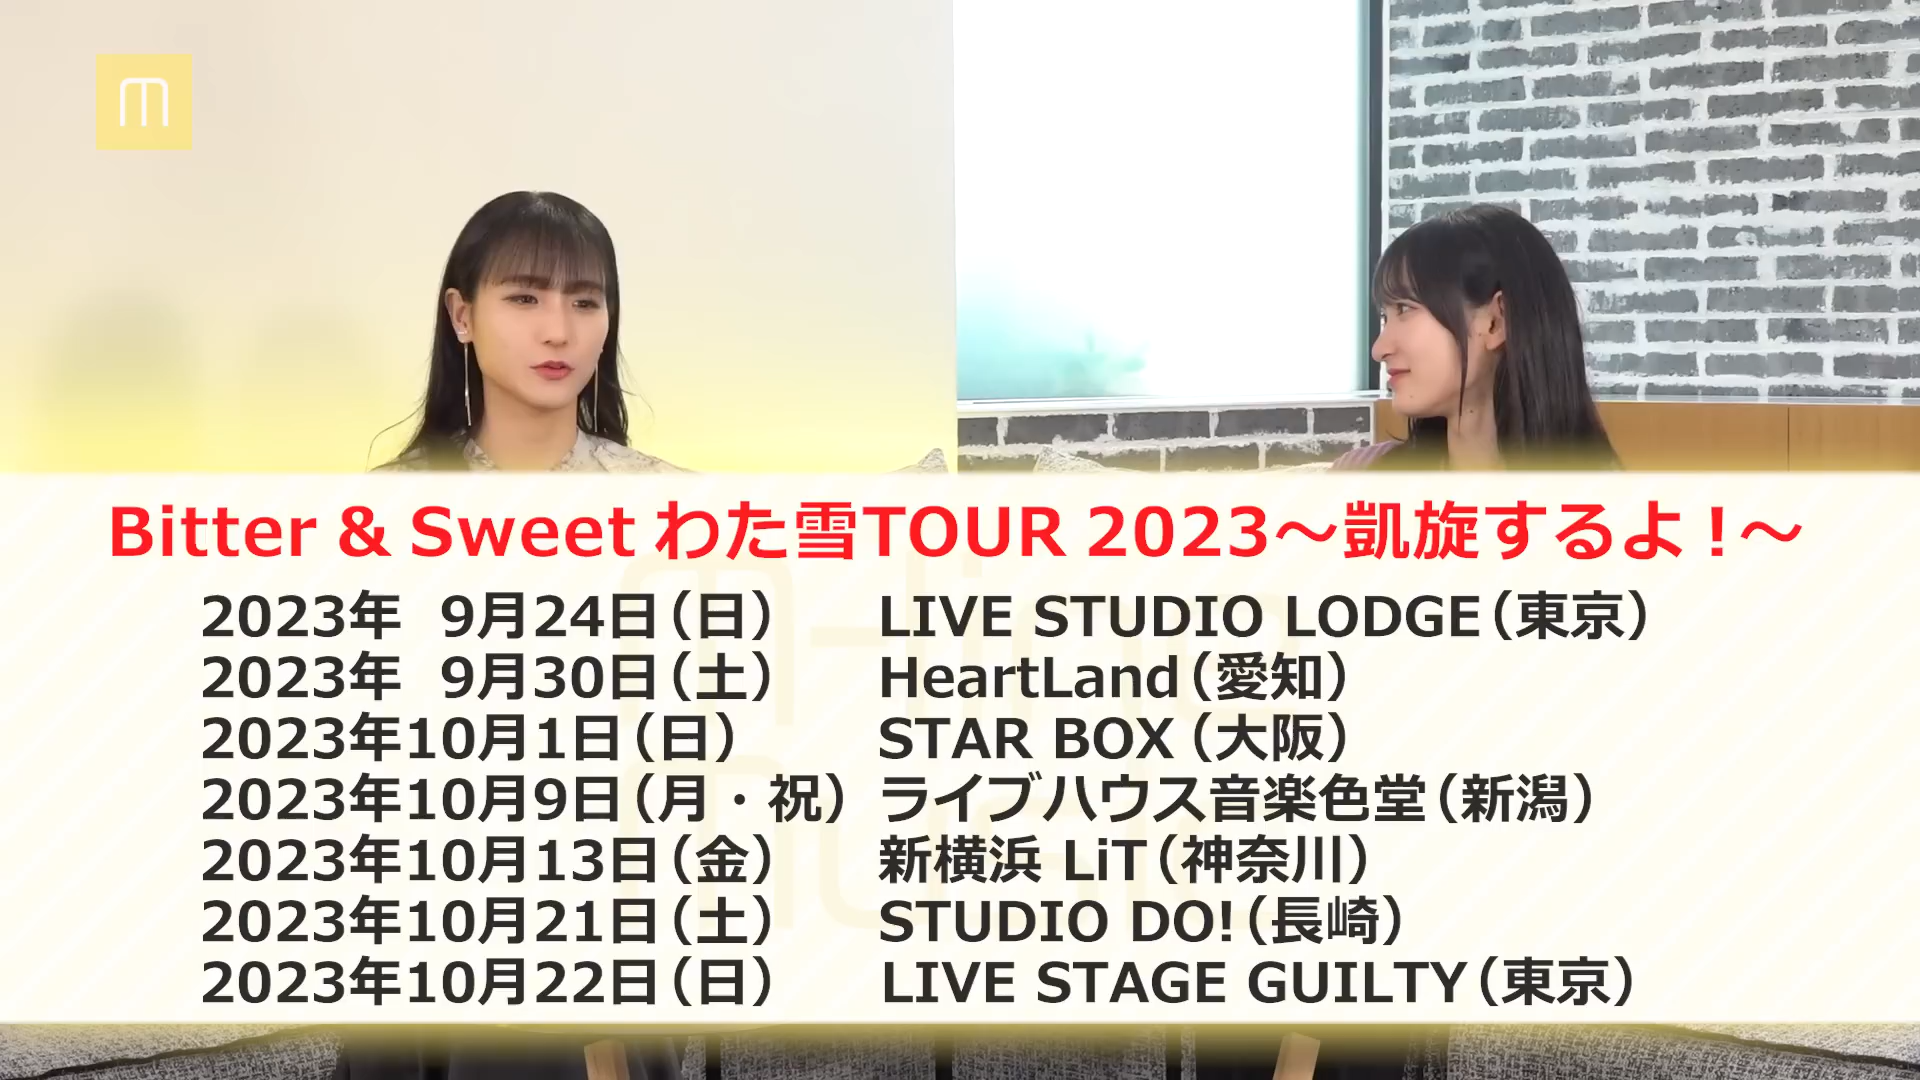 m
Bitter & Sweet わた雪TOUR 2023～凱旋するよ！～
2023年 9月24日（日） LIVE STUDIO LODGE（東京）
2023年 9月30日（土） HeartLand（愛知）
2023年10月1日（日） STAR BOX（大阪）
2023年10月9日（月・祝） ライブハウス音楽色堂（新潟）
2023年10月13日（金） 新横浜 LiT（神奈川）
2023年10月21日（土） STUDIO DO!（長崎）
2023年10月22日（日） LIVE STAGE GUILTY（東京）